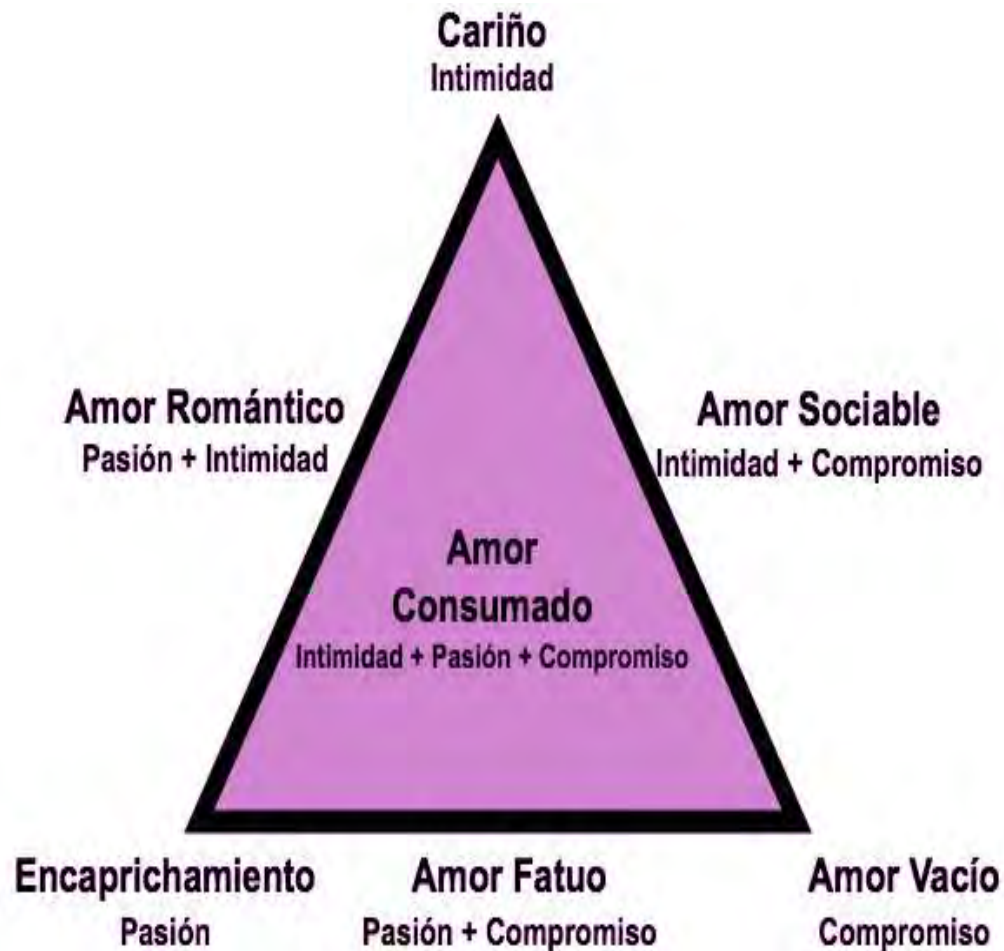 Cariño
Intimidad
Amor Romántico
Pasión + Intimidad
Amor Sociable
Intimidad + Compromiso
Amor
Consumado
Intimidad + Pasión + Compromiso
Encaprichamiento
Pasión
Amor Fatuo
Pasión + Compromiso
Amor Vacío
Compromiso